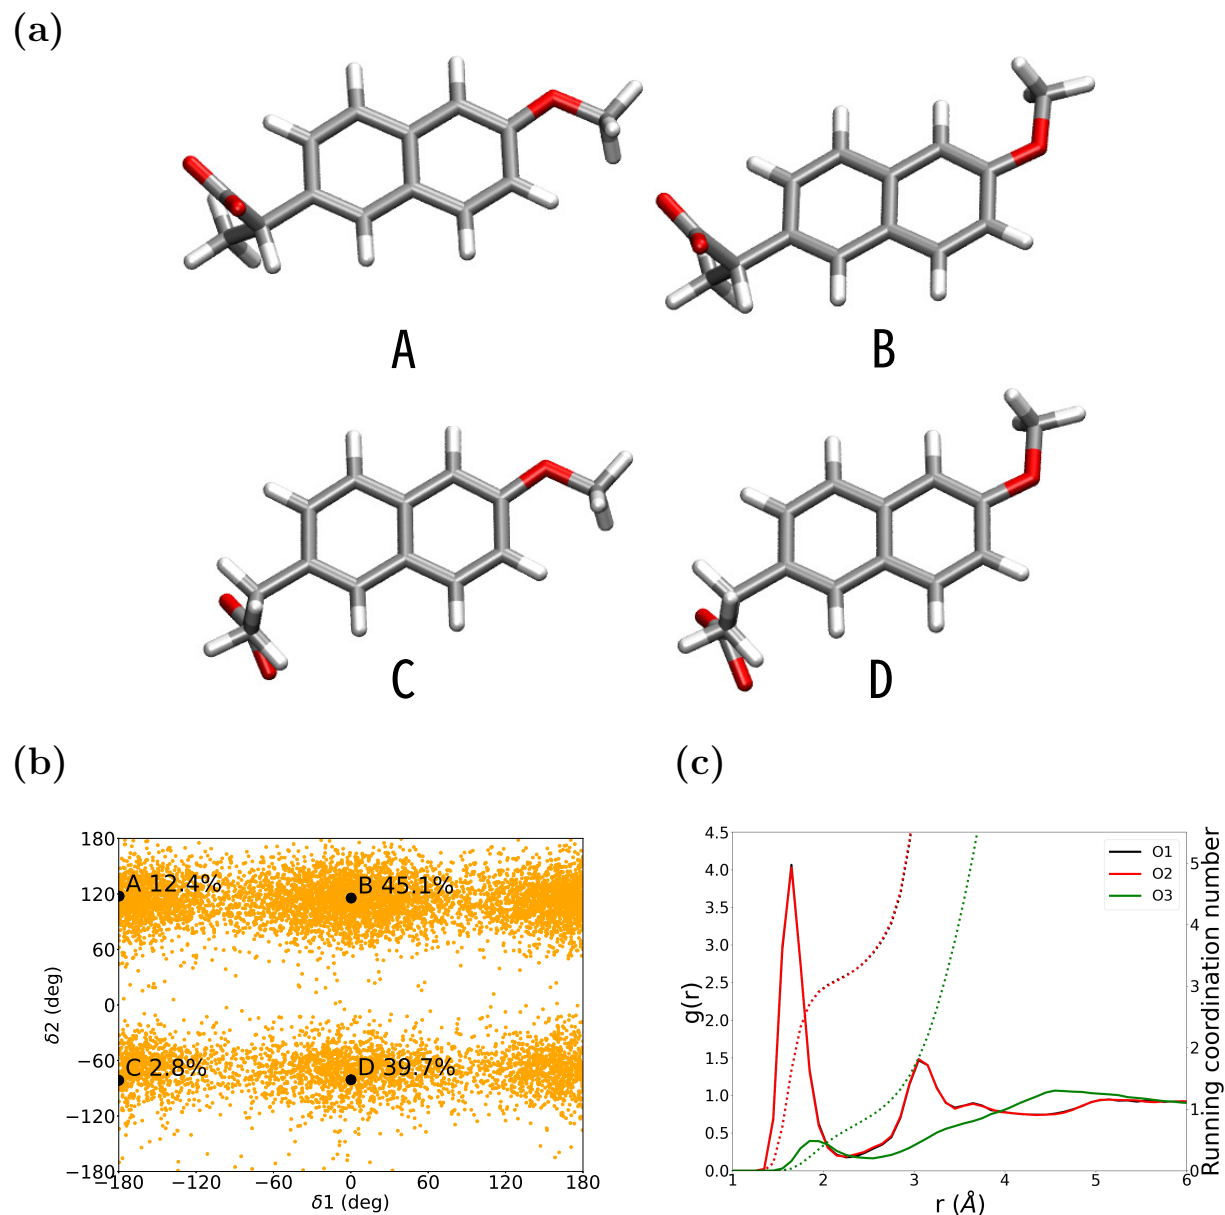 (a)
A
B
C
D
(b)
(c)
180
120
60
0
−60
−120
−180
δ2 (deg)
A 12.4%
B 45.1%
C 2.8%
D 39.7%
−180
−120
−60
0
60
120
180
δ1 (deg)
4.5
4.0
3.5
3.0
2.5
2.0
1.5
1.0
0.5
0.0
g(r)
O1
O2
O3
5
4
3
2
1
0
Running coordination number
1
2
3
4
5
6
r (Å)